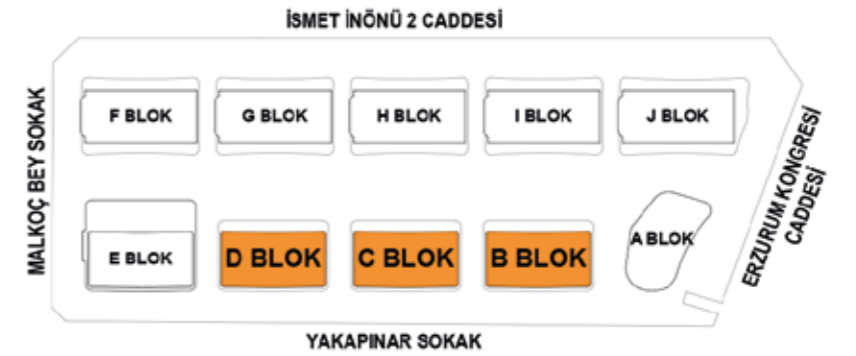 İSMET İNÖNÜ 2 CADDESİ
MALKOÇ BEY SOKAK
F BLOK
G BLOK
H BLOK
I BLOK
J BLOK
ERZURUM KONGRESİ
CADDESİ
E BLOK
D BLOK
C BLOK
B BLOK
A BLOK
YAKAPINAR SOKAK